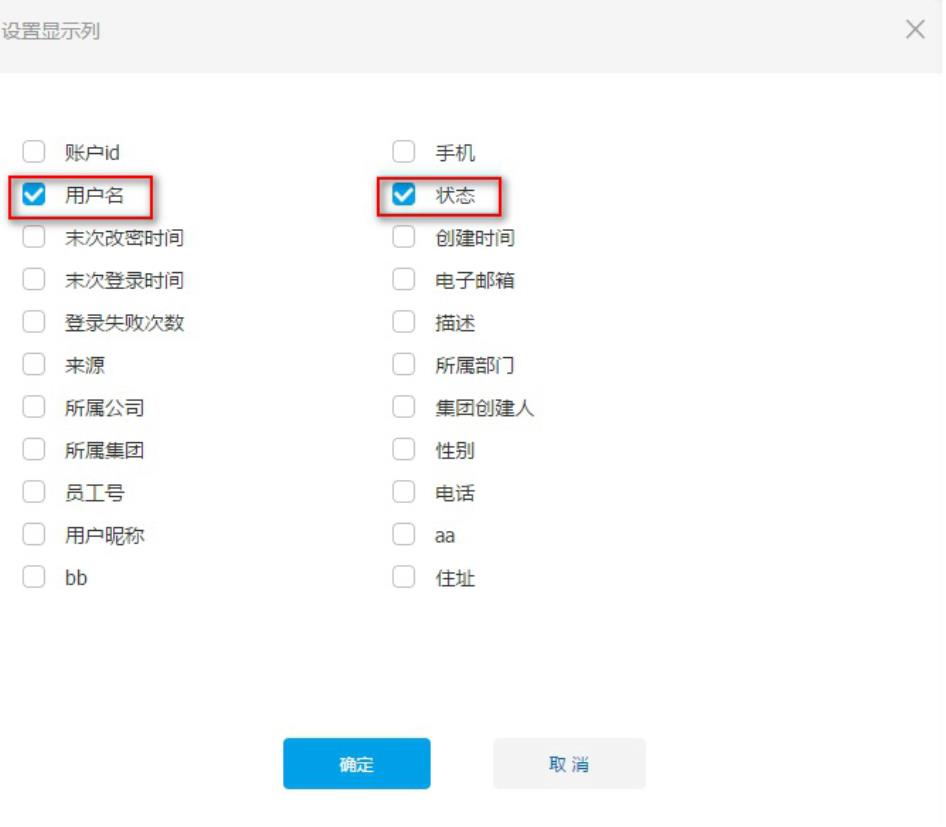 设置显示列
账户id
手机
用户名
状态
末次改密时间
创建时间
末次登录时间
电子邮箱
登录失败次数
描述
来源
所属部门
所属公司
集团创建人
所属集团
性别
员工号
电话
用户昵称
aa
bb
住址
确定
取 消